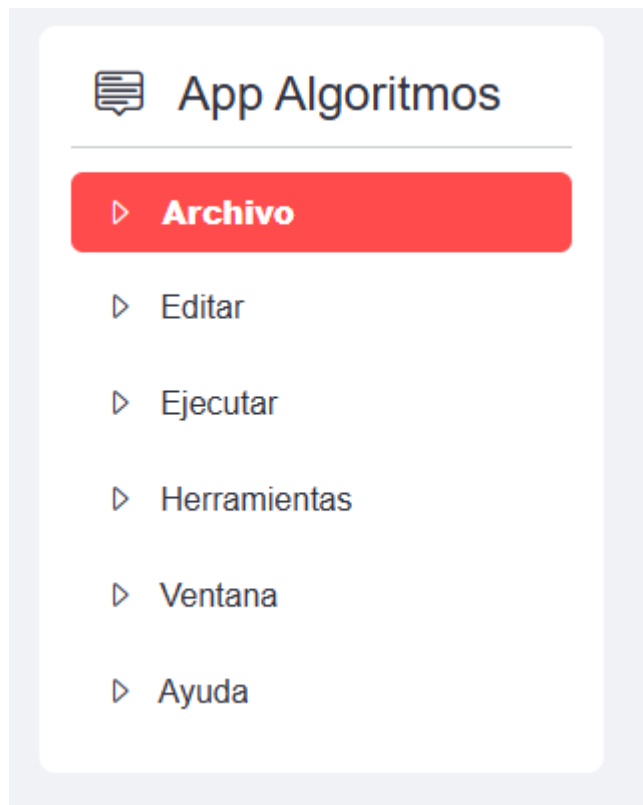 App Algoritmos
Archivo
Editar
Ejecutar
Herramientas
Ventana
Ayuda